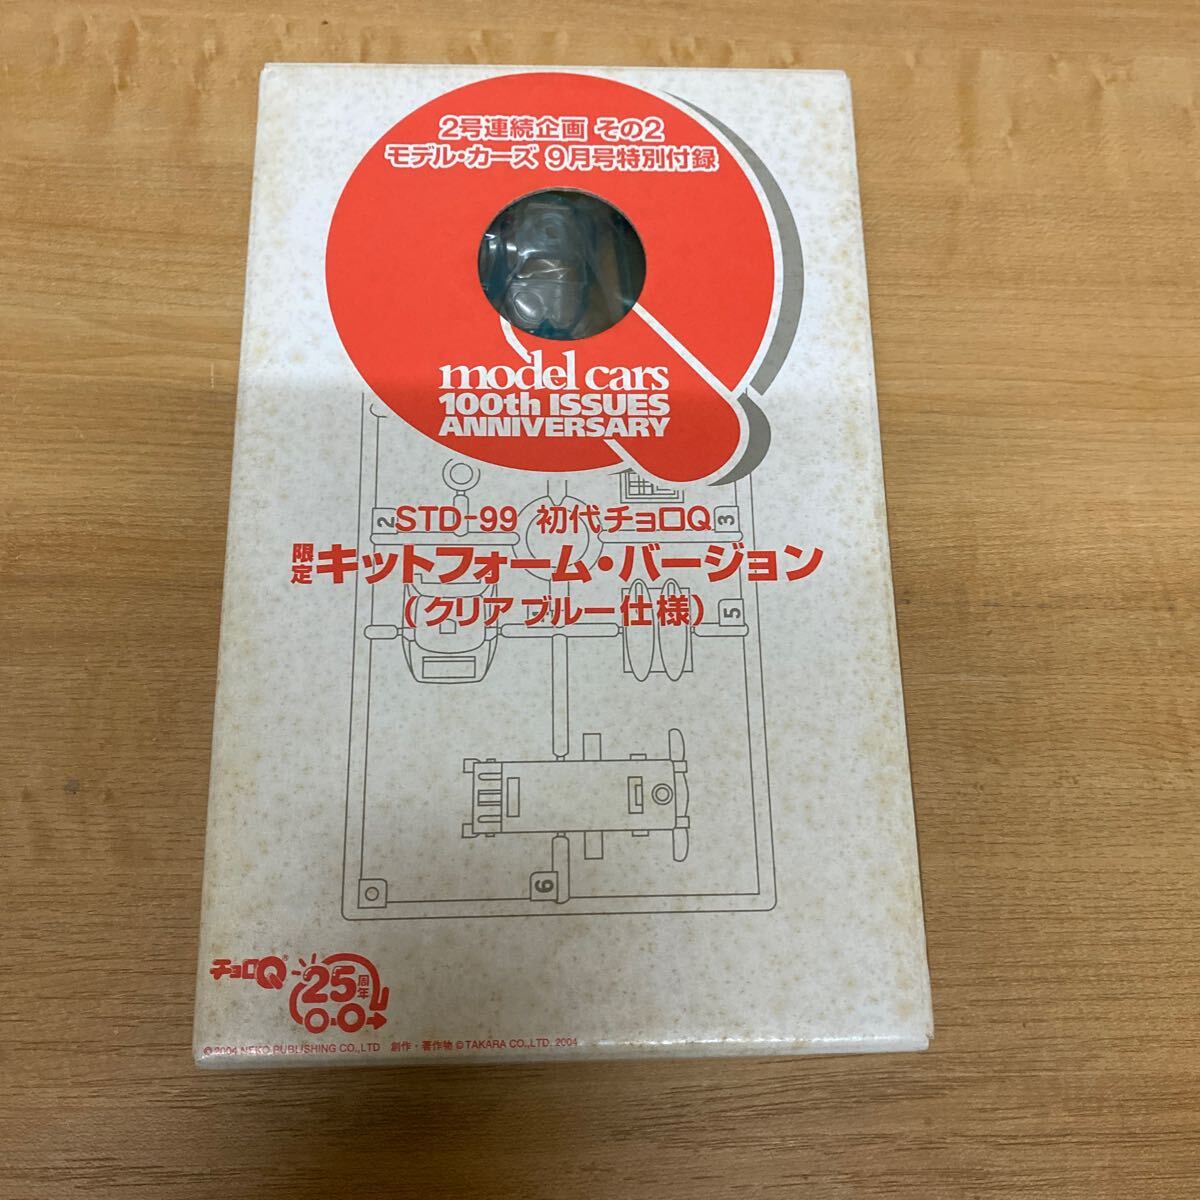 2号連続企画 その2
モデル・カーズ 9月号特別付録
model cars
100th ISSUES
ANNIVERSARY
2
3
STD-99 初代チョロQ
限定 キットフォーム・バージョン
(クリアブルー仕様)
5
6
チョロQ® 25周年
© 2004 NEKO PUBLISHING CO., LTD 創作・著作物 © TAKARA CO., LTD. 2004